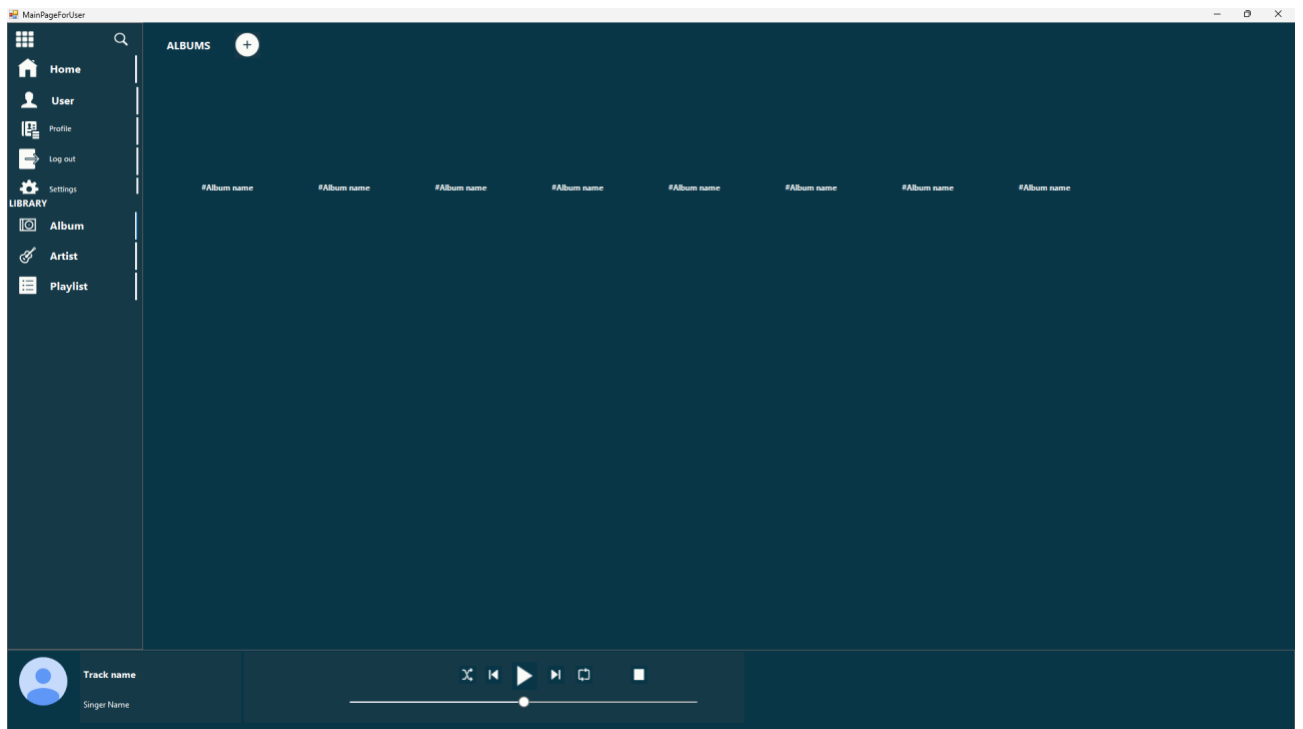 MainPageForUser
ALBUMS
Home
User
Profile
Log out
Settings
LIBRARY
Album
Artist
Playlist
#Album name #Album name #Album name #Album name #Album name #Album name #Album name #Album name
Track name
Singer Name